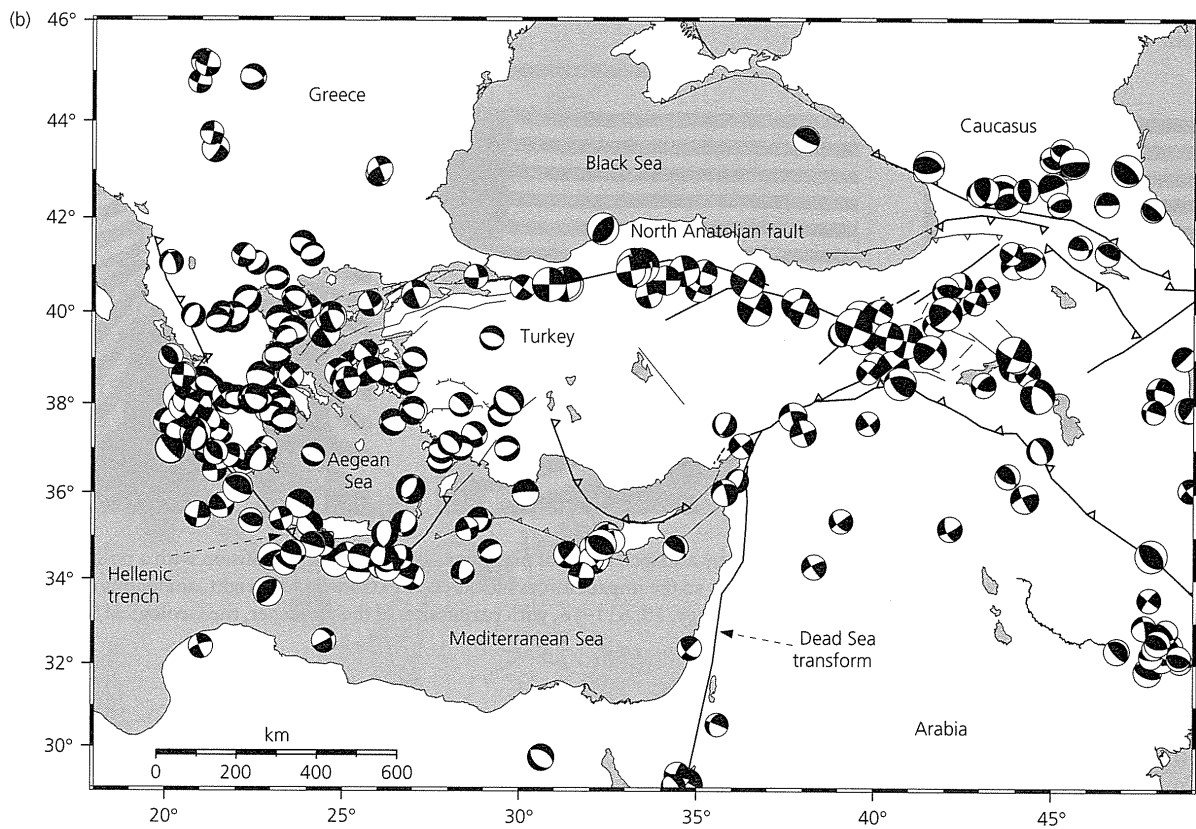 (b)
46°
44°
42°
40°
38°
36°
34°
32°
30°
Greece
Black Sea
Caucasus
North Anatolian fault
Turkey
Aegean
Sea
Hellenic
trench
Mediterranean Sea
Dead Sea
transform
Arabia
km
0 200 400 600
20° 25° 30° 35° 40° 45°